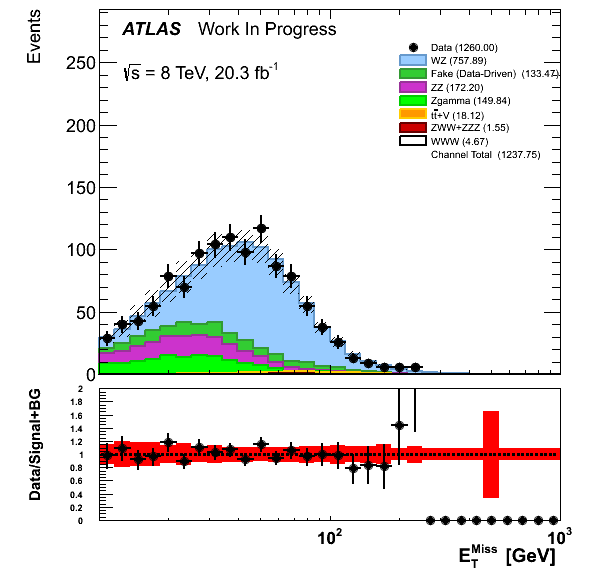 Events
ATLAS Work In Progress
√s = 8 TeV, 20.3 fb⁻¹
Data (1260.00)
WZ (757.89)
Fake (Data-Driven) (133.47)
ZZ (172.20)
Zgamma (149.84)
tt̄+V (18.12)
ZWW+ZZZ (1.55)
WWW (4.67)
Channel Total (1237.75)
250
200
150
100
50
0
Data/Signal+BG
2
1.8
1.6
1.4
1.2
1
0.8
0.6
0.4
0.2
0
10²
10³
E_T^Miss [GeV]